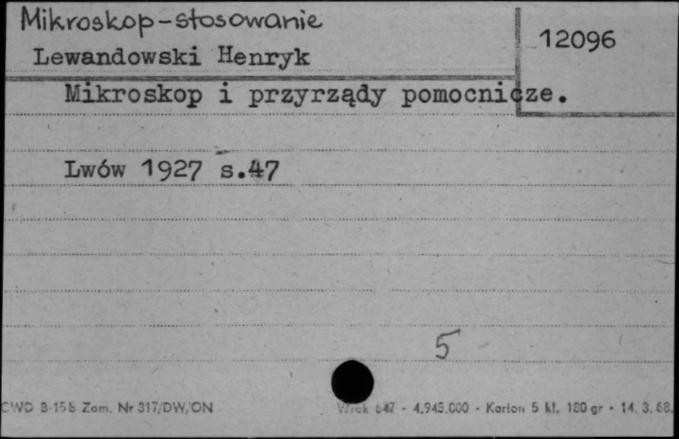 Mikroskop-stosowanie
12096
Lewandowski Henryk
Mikroskop i przyrządy pomocnicze.
Lwów 1927 s.47
5
CWD B-155 Zam. Nr 317/DW/ON
647 - 4.945.000 - Karton 5 kl. 180 gr - 14. 3. 68.